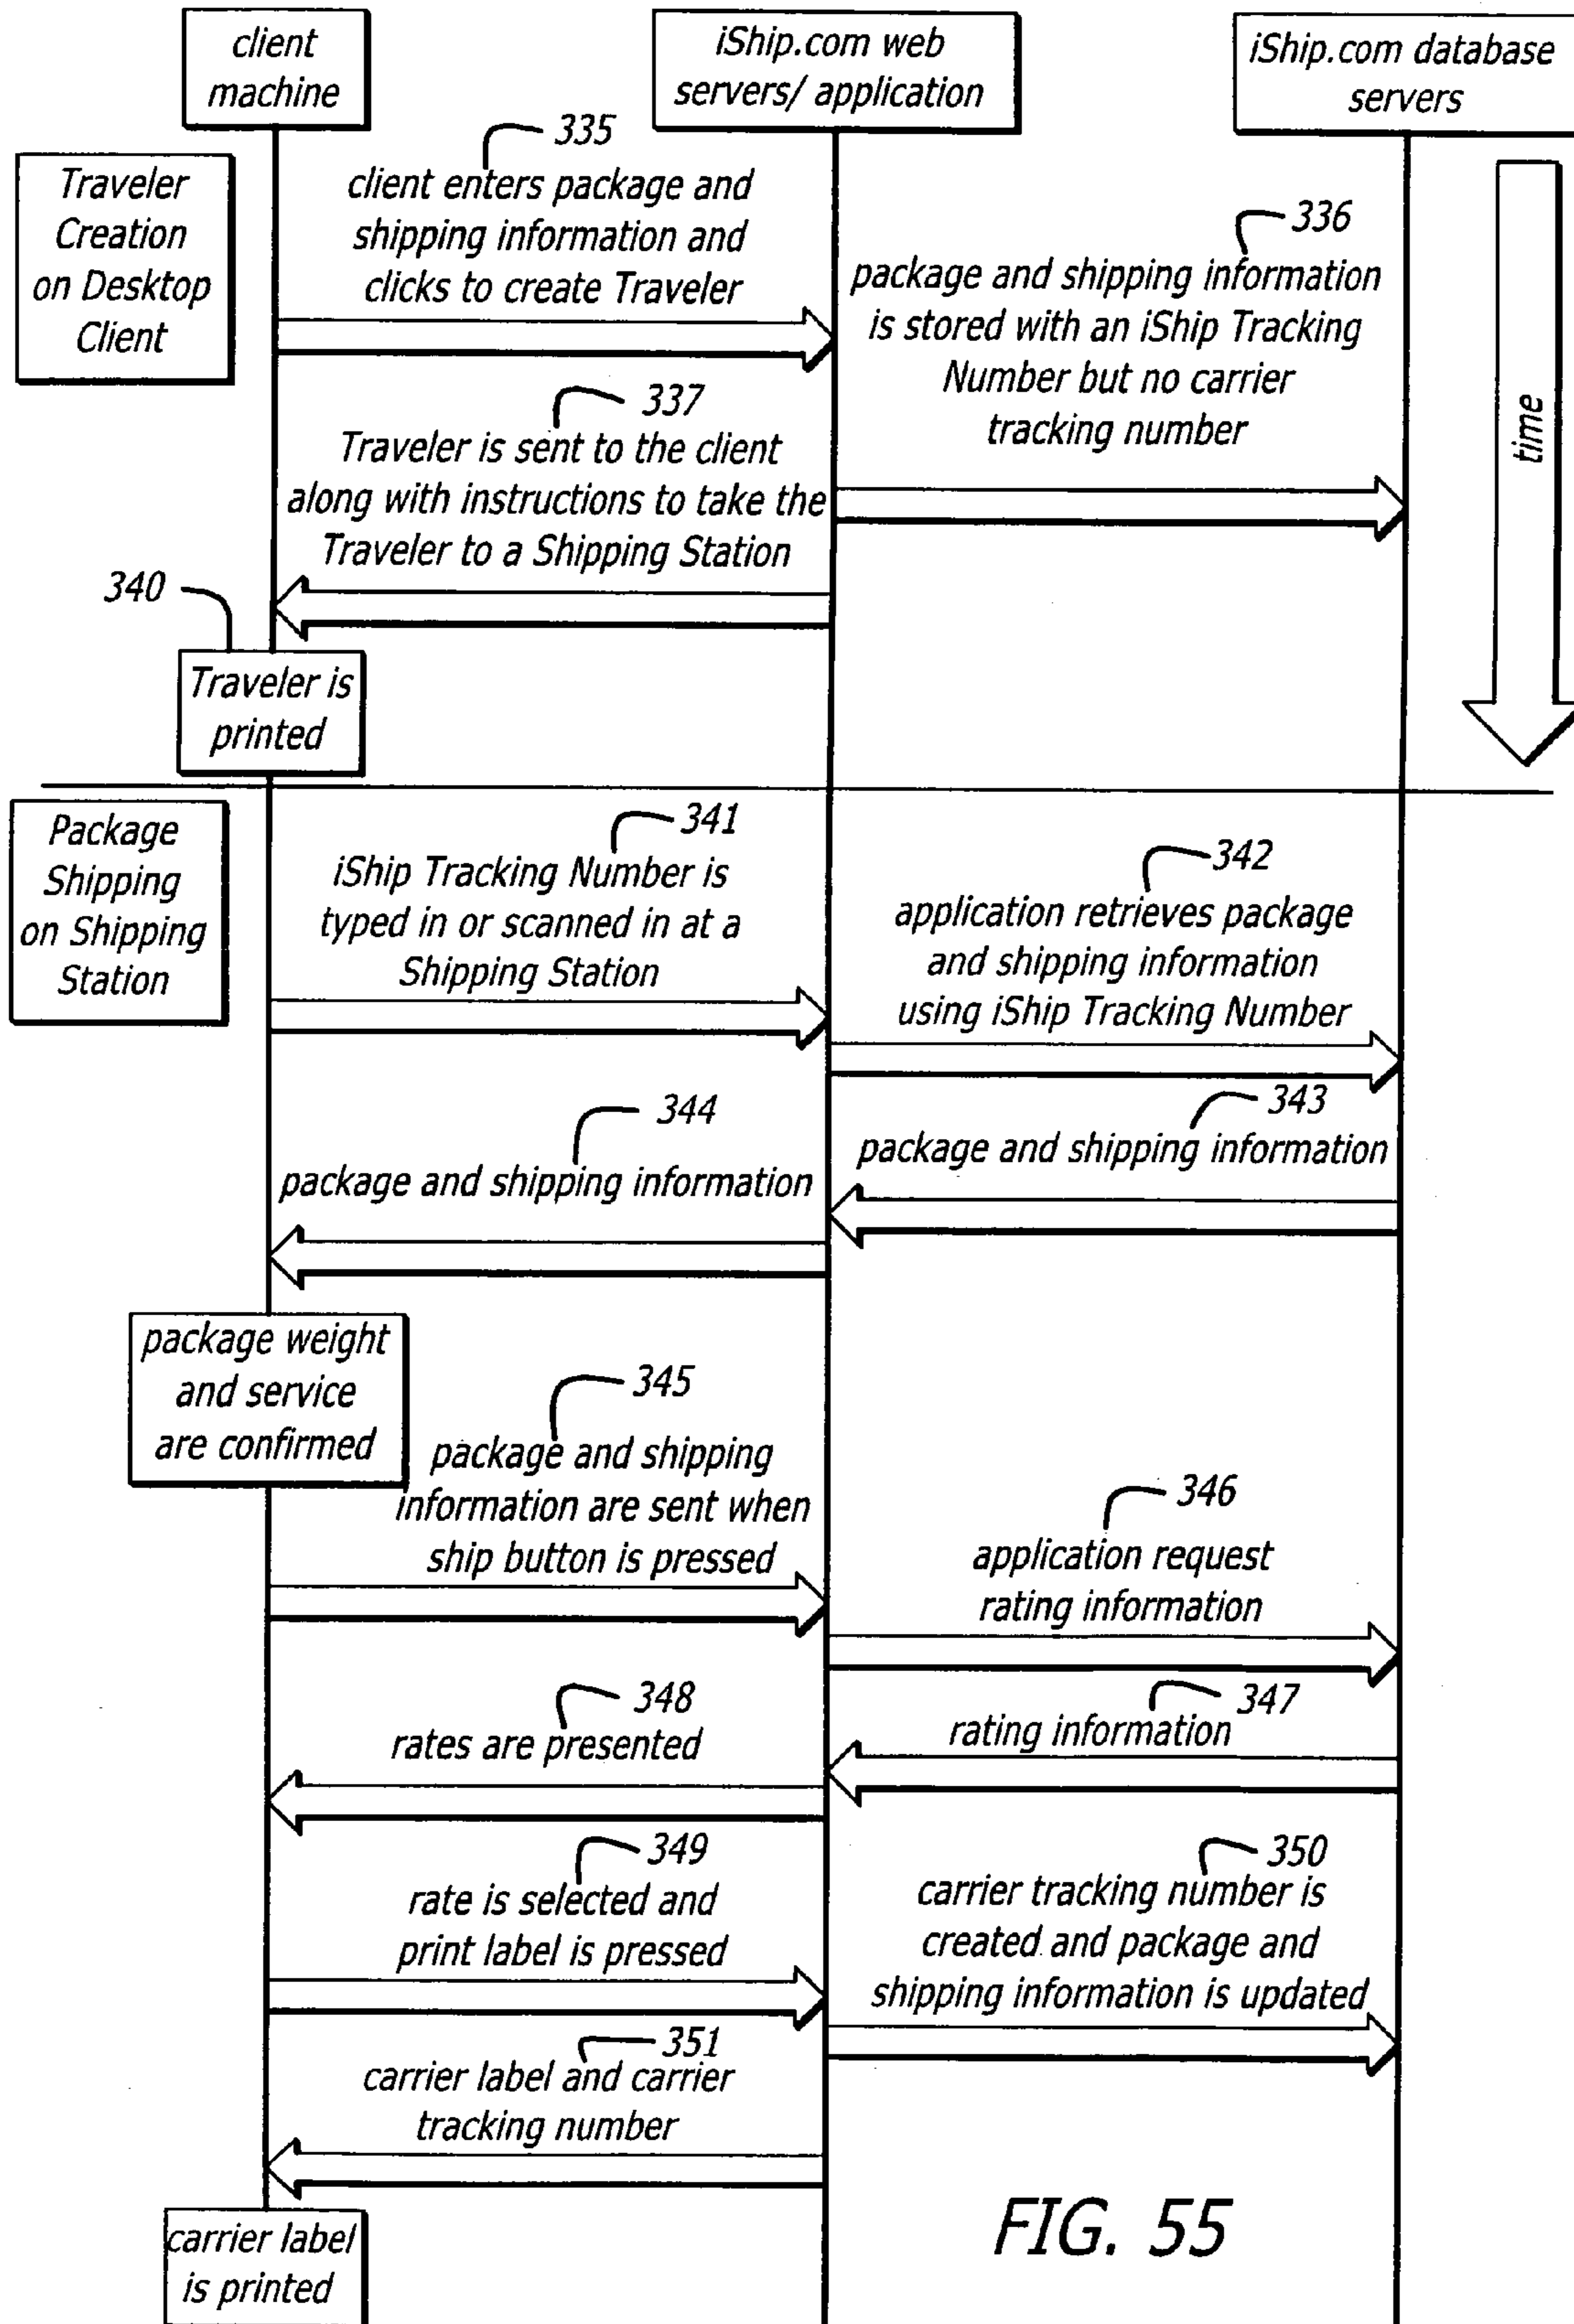 client
machine
iShip.com web
servers/ application
iShip.com database
servers
Traveler
Creation
on Desktop
Client
335
client enters package and
shipping information and
clicks to create Traveler
336
package and shipping information
is stored with an iShip Tracking
Number but no carrier
tracking number
time
337
Traveler is sent to the client
along with instructions to take the
Traveler to a Shipping Station
340
Traveler is
printed
Package
Shipping
on Shipping
Station
341
iShip Tracking Number is
typed in or scanned in at a
Shipping Station
342
application retrieves package
and shipping information
using iShip Tracking Number
343
package and shipping information
344
package and shipping information
package weight
and service
are confirmed
345
package and shipping
information are sent when
ship button is pressed
346
application request
rating information
347
rating information
348
rates are presented
349
rate is selected and
print label is pressed
350
carrier tracking number is
created and package and
shipping information is updated
351
carrier label and carrier
tracking number
carrier label
is printed
FIG. 55